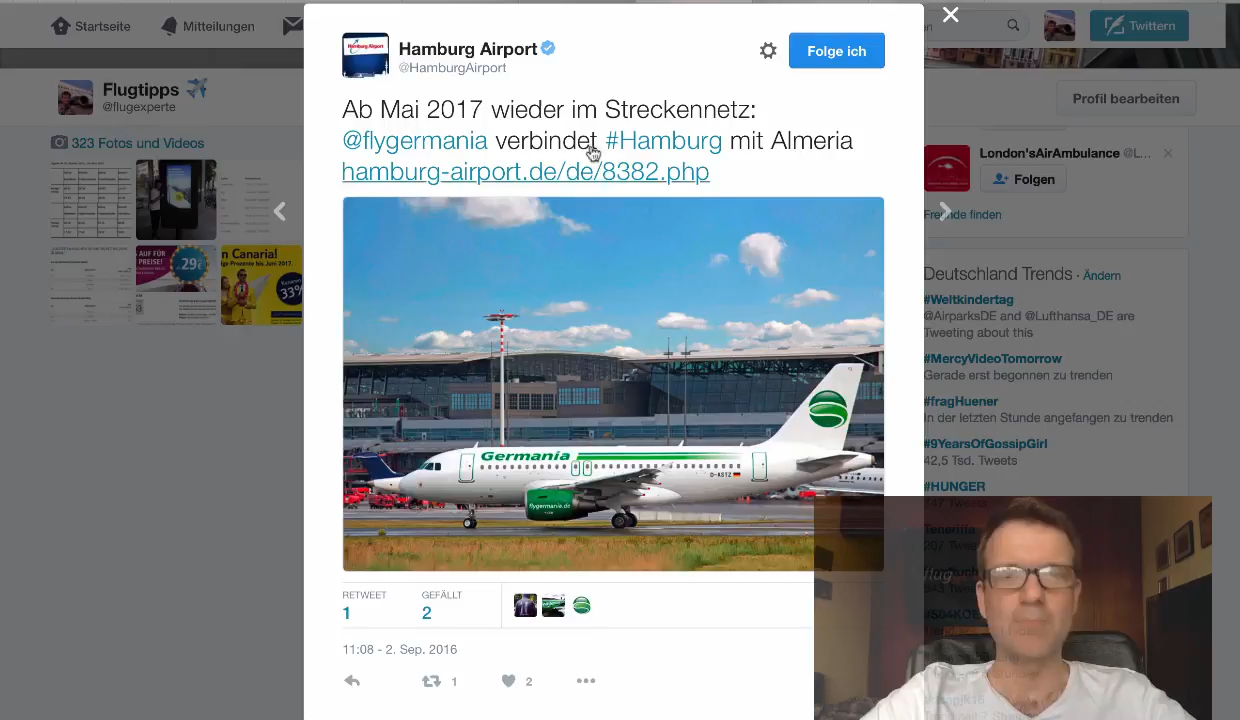 Startseite
Mitteilungen
Hamburg Airport
@HamburgAirport
Folge ich
Twittern
Flugtipps
@flugexperte
Profil bearbeiten
323 Fotos und Videos
Ab Mai 2017 wieder im Streckennetz:
@flygermania verbindet #Hamburg mit Almeria
hamburg-airport.de/de/8382.php
London'sAirAmbulance @L...
Folgen
Freunde finden
AUF FÜR
PREISE!
29€
n Canaria!
33%
Deutschland Trends · Ändern
#Weltkindertag
@AirparksDE and @Lufthansa_DE are
Tweeting about this
#MercyVideoTomorrow
Gerade erst begonnen zu trenden
#fragHuener
In der letzten Stunde angefangen zu trenden
#9YearsOfGossipGirl
42,5 Tsd. Tweets
#HUNGER
Teneriffa
Germania
D-ASTZ
flygermania.de
RETWEET
1
GEFÄLLT
2
11:08 - 2. Sep. 2016
1
2